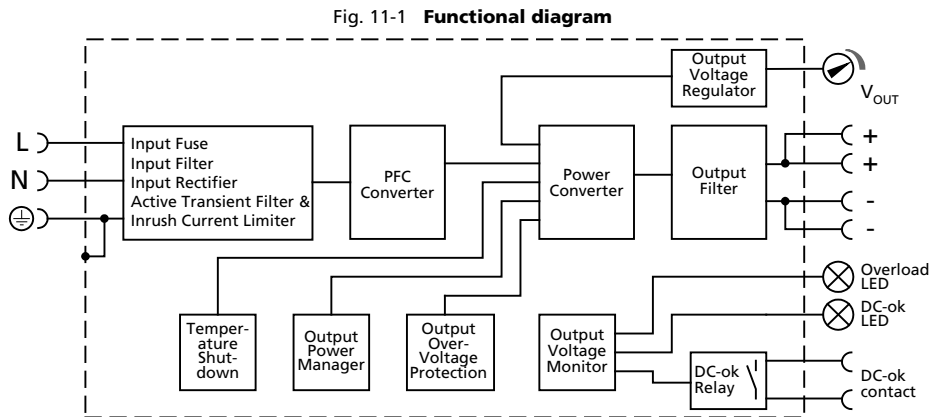 Fig. 11-1 Functional diagram
Output
Voltage
Regulator
VOUT
L
N
Input Fuse
Input Filter
Input Rectifier
Active Transient Filter &
Inrush Current Limiter
PFC
Converter
Power
Converter
Output
Filter
+
+
-
-
Temper-
ature
Shut-
down
Output
Power
Manager
Output
Over-
Voltage
Protection
Output
Voltage
Monitor
Overload
LED
DC-ok
LED
DC-ok
Relay
DC-ok
contact